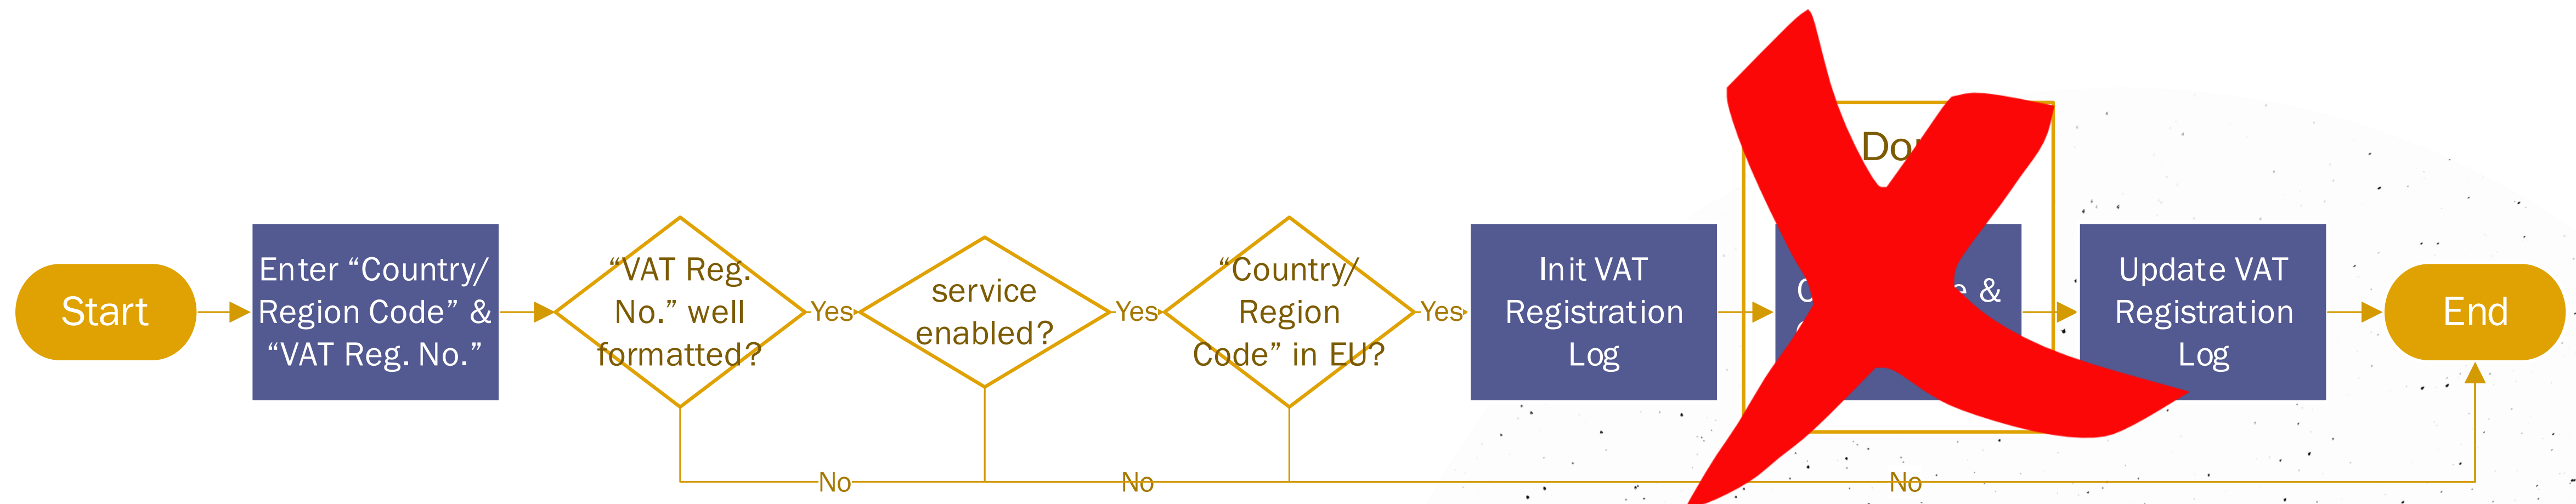 Start
Enter “Country/
Region Code” &
“VAT Reg. No.”
“VAT Reg.
No.” well
formatted?
Yes
service
enabled?
Yes
“Country/
Region
Code” in EU?
Yes
Init VAT
Registration
Log
&
Update VAT
Registration
Log
End
No
No
No